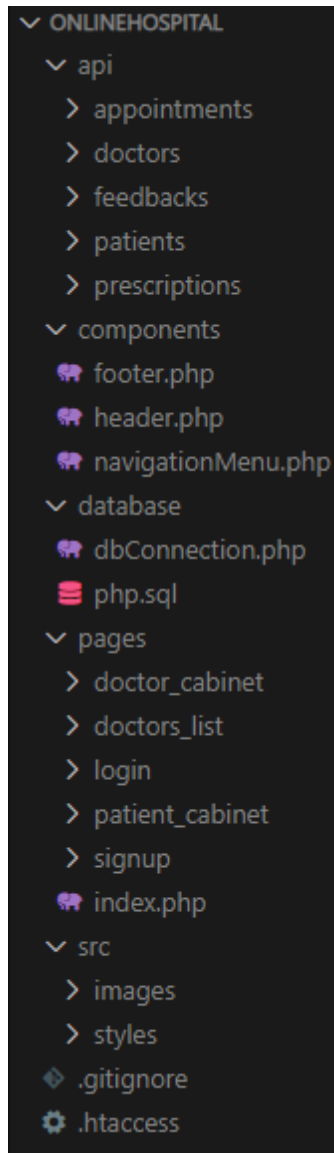 ONLINEHOSPITAL
api
appointments
doctors
feedbacks
patients
prescriptions
components
footer.php
header.php
navigationMenu.php
database
dbConnection.php
php.sql
pages
doctor_cabinet
doctors_list
login
patient_cabinet
signup
index.php
src
images
styles
.gitignore
.htaccess